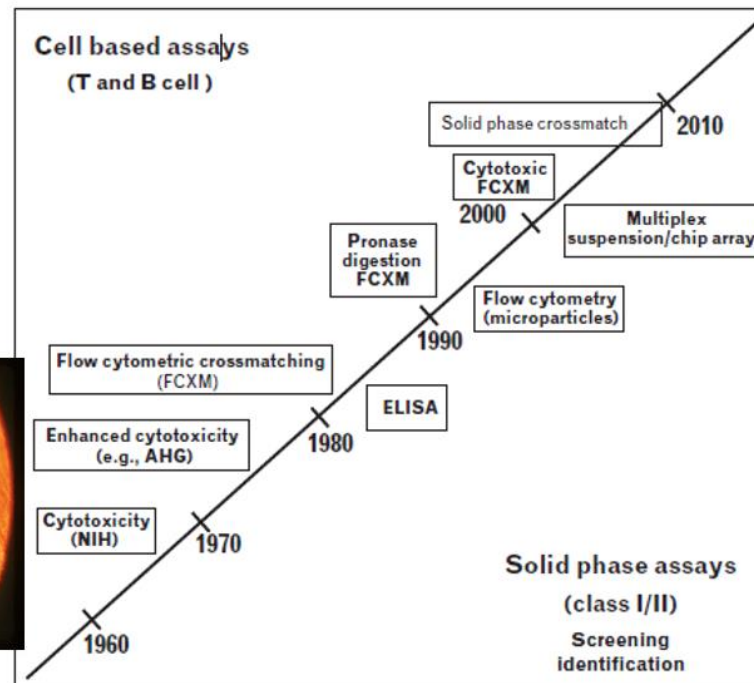 Cell based assays
(T and B cell )
Solid phase crossmatch
2010
Cytotoxic
FCXM
2000
Multiplex
suspension/chip array
Pronase
digestion
FCXM
Flow cytometry
(microparticles)
1990
Flow cytometric crossmatching
(FCXM)
ELISA
1980
Enhanced cytotoxicity
(e.g., AHG)
Cytotoxicity
(NIH)
1970
Solid phase assays
(class I/II)
Screening
identification
1960